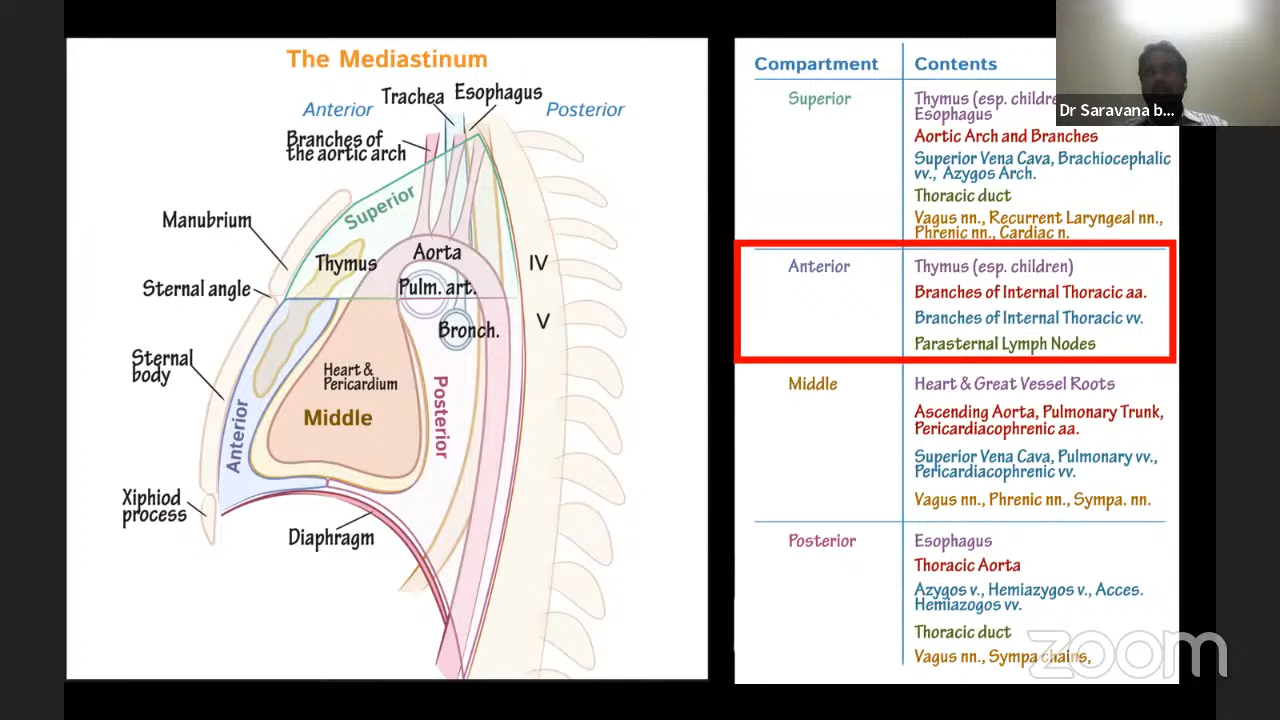 The Mediastinum
Anterior
Trachea
Esophagus
Posterior
Branches of
the aortic arch
Superior
Manubrium
Thymus
Aorta
IV
Sternal angle
Pulm. art.
V
Bronch.
Sternal
body
Heart &
Pericardium
Middle
Posterior
Anterior
Xiphiod
process
Diaphragm
Compartment
Contents
Superior
Thymus (esp. childre
Esophagus
Aortic Arch and Branches
Superior Vena Cava, Brachiocephalic
vv., Azygos Arch.
Thoracic duct
Vagus nn., Recurrent Laryngeal nn.,
Phrenic nn., Cardiac n.
Anterior
Thymus (esp. children)
Branches of Internal Thoracic aa.
Branches of Internal Thoracic vv.
Parasternal Lymph Nodes
Middle
Heart & Great Vessel Roots
Ascending Aorta, Pulmonary Trunk,
Pericardiacophrenic aa.
Superior Vena Cava, Pulmonary vv.,
Pericardiacophrenic vv.
Vagus nn., Phrenic nn., Sympa. nn.
Posterior
Esophagus
Thoracic Aorta
Azygos v., Hemiazygos v., Acces.
Hemiazogos vv.
Thoracic duct
Vagus nn., Sympa chains,
Dr Saravana b...
zoom